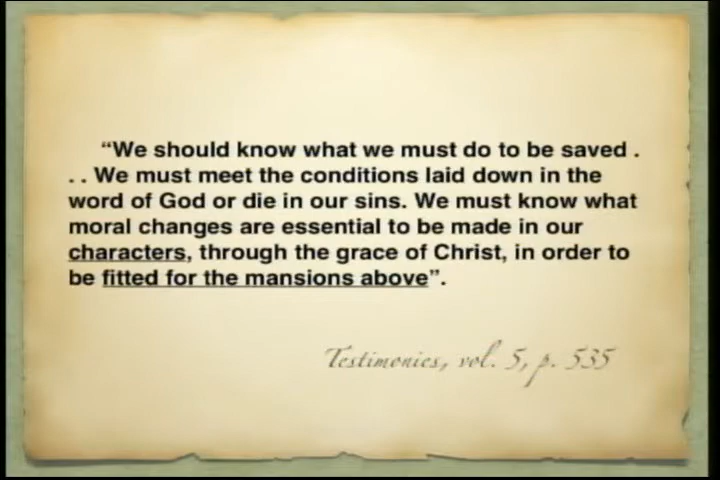 “We should know what we must do to be saved .
. . We must meet the conditions laid down in the
word of God or die in our sins. We must know what
moral changes are essential to be made in our
characters, through the grace of Christ, in order to
be fitted for the mansions above”.
Testimonies, vol. 5, p. 535